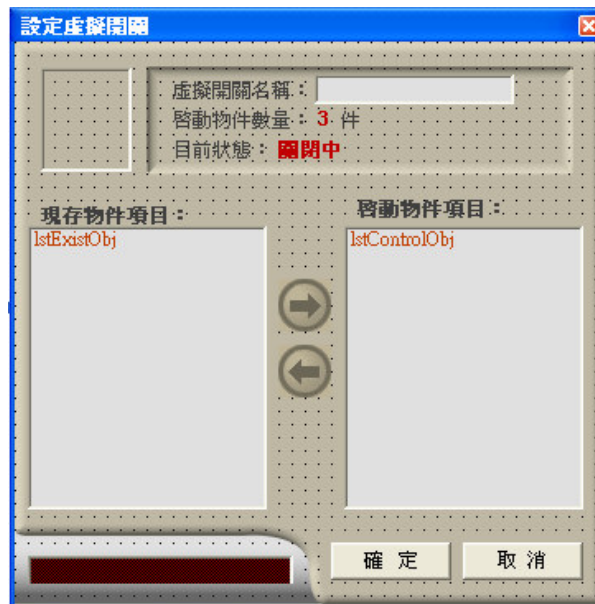 設定虛擬開關
虛擬開關名稱：
啓動物件數量：3 件
目前狀態：關閉中
現存物件項目：
啓動物件項目：
lstExistObj
lstControlObj
確 定
取 消